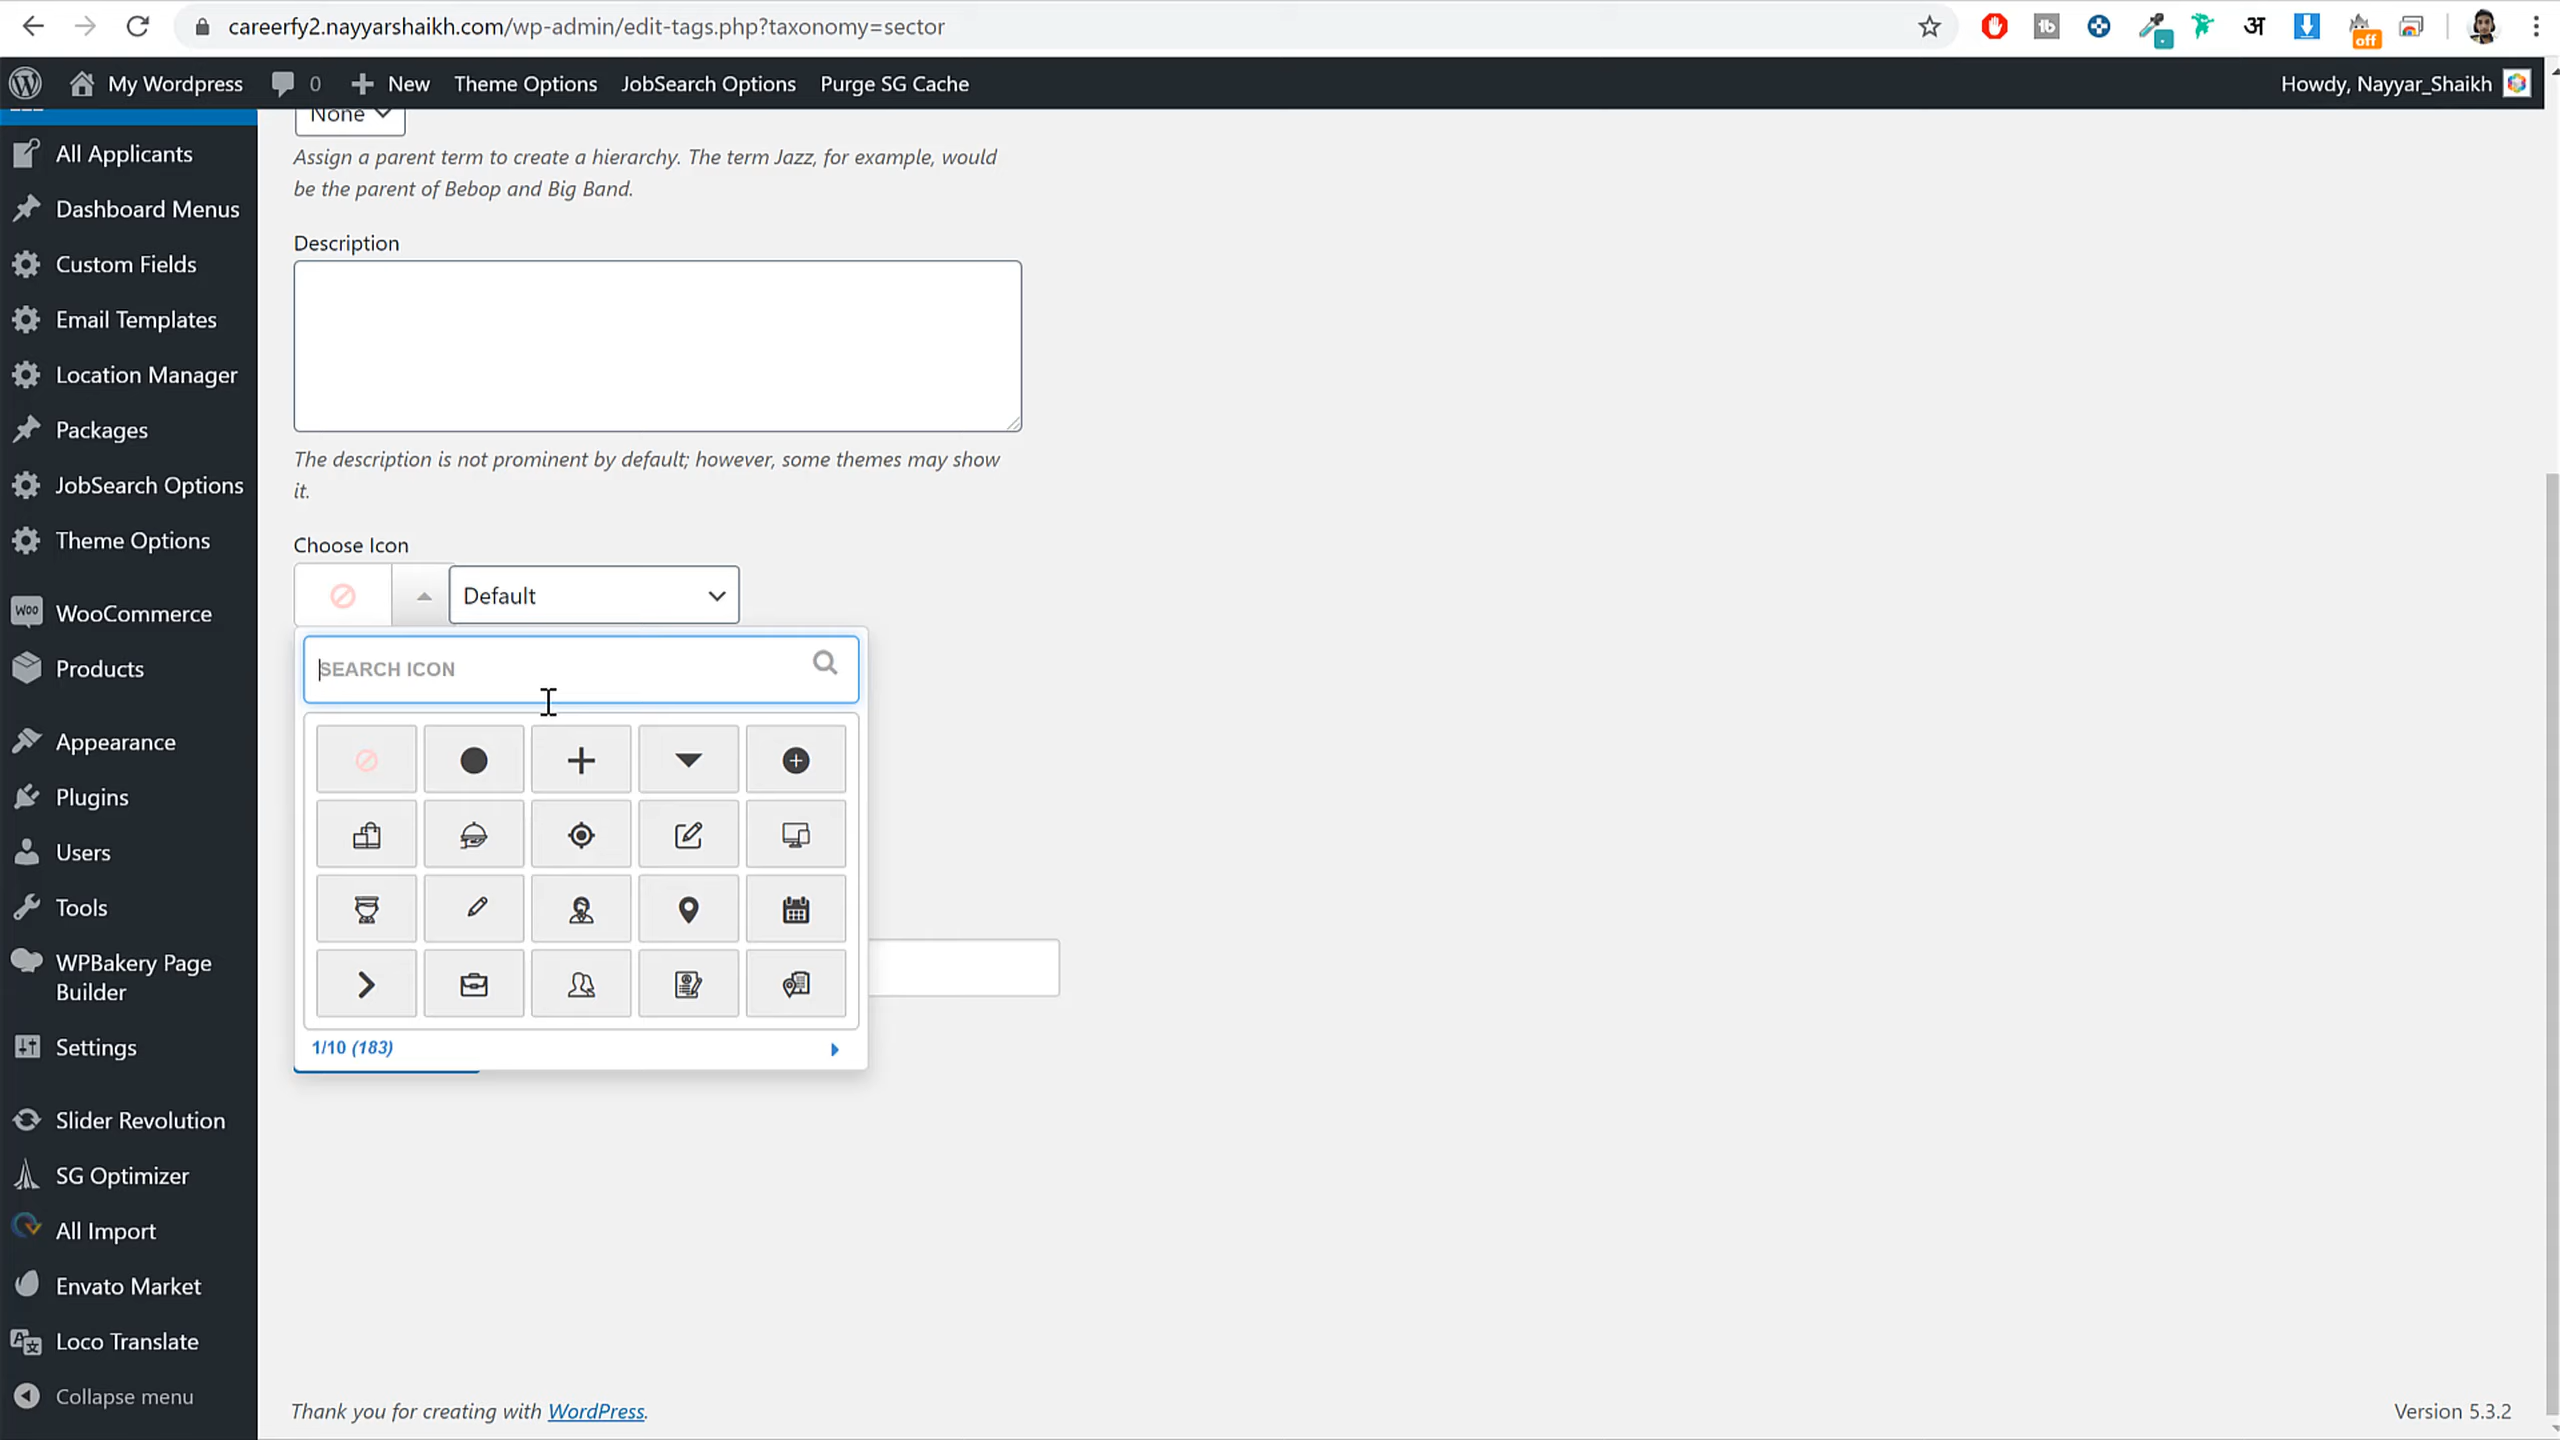 careerfy2.nayyarshaikh.com/wp-admin/edit-tags.php?taxonomy=sector
off
My Wordpress
0
New
Theme Options
JobSearch Options
Purge SG Cache
Howdy, Nayyar_Shaikh
All Applicants
Dashboard Menus
Custom Fields
Email Templates
Location Manager
Packages
JobSearch Options
Theme Options
WooCommerce
Products
Appearance
Plugins
Users
Tools
WPBakery Page
Builder
Settings
Slider Revolution
SG Optimizer
All Import
Envato Market
Loco Translate
Collapse menu
None
Assign a parent term to create a hierarchy. The term Jazz, for example, would
be the parent of Bebop and Big Band.
Description
The description is not prominent by default; however, some themes may show
it.
Choose Icon
Default
SEARCH ICON
1/10 (183)
Thank you for creating with WordPress.
Version 5.3.2